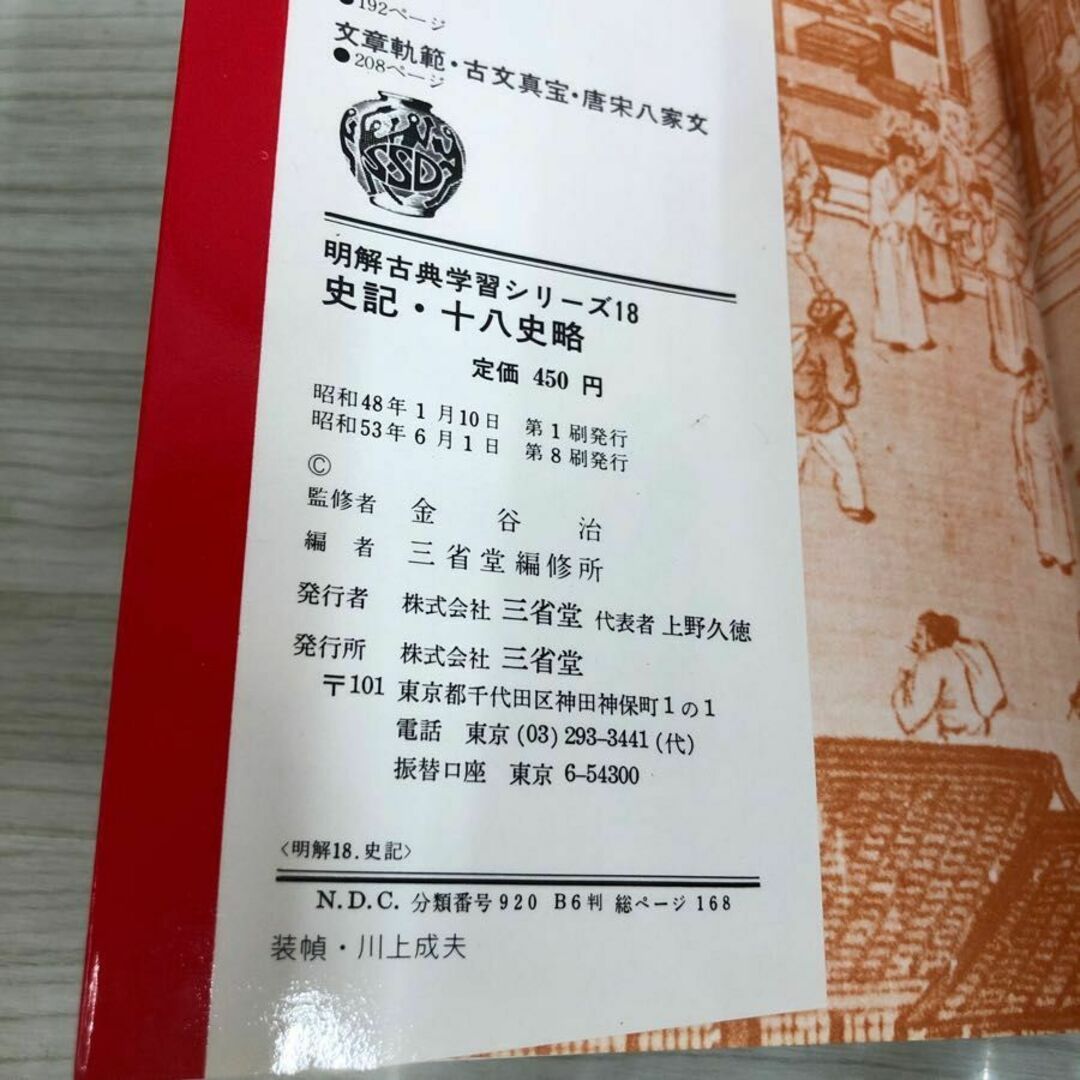 ●192ページ
文章軌範・古文真宝・唐宋八家文
●208ページ
SSD
明解古典学習シリーズ18
史記・十八史略
定価 450 円
昭和48年1月10日 第1刷発行
昭和53年6月1日 第8刷発行
©
監修者 金谷治
編者 三省堂編修所
発行者 株式会社 三省堂 代表者 上野久徳
発行所 株式会社 三省堂
〒101 東京都千代田区神田神保町1の1
電話 東京(03)293-3441(代)
振替口座 東京 6-54300
〈明解18.史記〉
N.D.C. 分類番号920 B6判 総ページ168
装幀・川上成夫